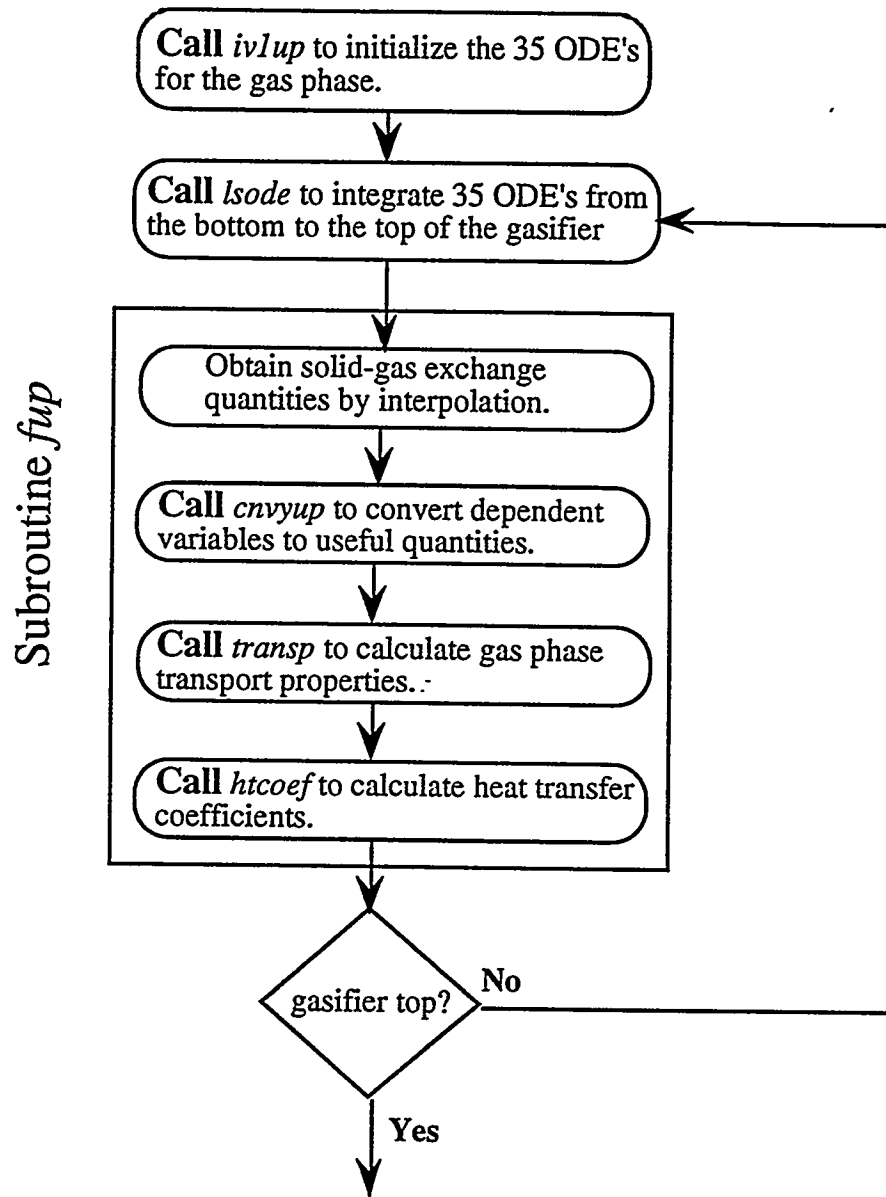 Call iv1up to initialize the 35 ODE's
for the gas phase.
Call lsode to integrate 35 ODE's from
the bottom to the top of the gasifier
Subroutine fup
Obtain solid-gas exchange
quantities by interpolation.
Call cnvyup to convert dependent
variables to useful quantities.
Call transp to calculate gas phase
transport properties..
Call htcoef to calculate heat transfer
coefficients.
gasifier top?
No
Yes